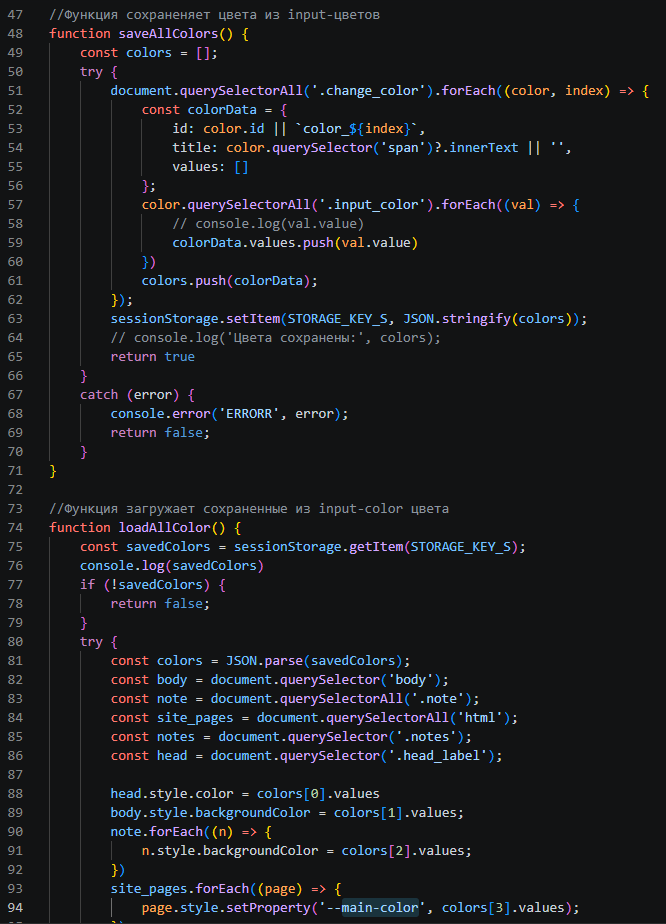 47 //Функция сохраненяет цвета из input-цветов
48 function saveAllColors() {
49     const colors = [];
50     try {
51         document.querySelectorAll('.change_color').forEach((color, index) => {
52             const colorData = {
53                 id: color.id || `color_${index}`,
54                 title: color.querySelector('span')?.innerText || '',
55                 values: []
56             };
57             color.querySelectorAll('.input_color').forEach((val) => {
58                 // console.log(val.value)
59                 colorData.values.push(val.value)
60             })
61             colors.push(colorData);
62         });
63         sessionStorage.setItem(STORAGE_KEY_S, JSON.stringify(colors));
64         // console.log('Цвета сохранены:', colors);
65         return true
66     }
67     catch (error) {
68         console.error('ERRORR', error);
69         return false;
70     }
71 }
72
73 //Функция загружает сохраненные из input-color цвета
74 function loadAllColor() {
75     const savedColors = sessionStorage.getItem(STORAGE_KEY_S);
76     console.log(savedColors)
77     if (!savedColors) {
78         return false;
79     }
80     try {
81         const colors = JSON.parse(savedColors);
82         const body = document.querySelector('body');
83         const note = document.querySelectorAll('.note');
84         const site_pages = document.querySelectorAll('html');
85         const notes = document.querySelector('.notes');
86         const head = document.querySelector('.head_label');
87
88         head.style.color = colors[0].values
89         body.style.backgroundColor = colors[1].values;
90         note.forEach((n) => {
91             n.style.backgroundColor = colors[2].values;
92         })
93         site_pages.forEach((page) => {
94             page.style.setProperty('--main-color', colors[3].values);